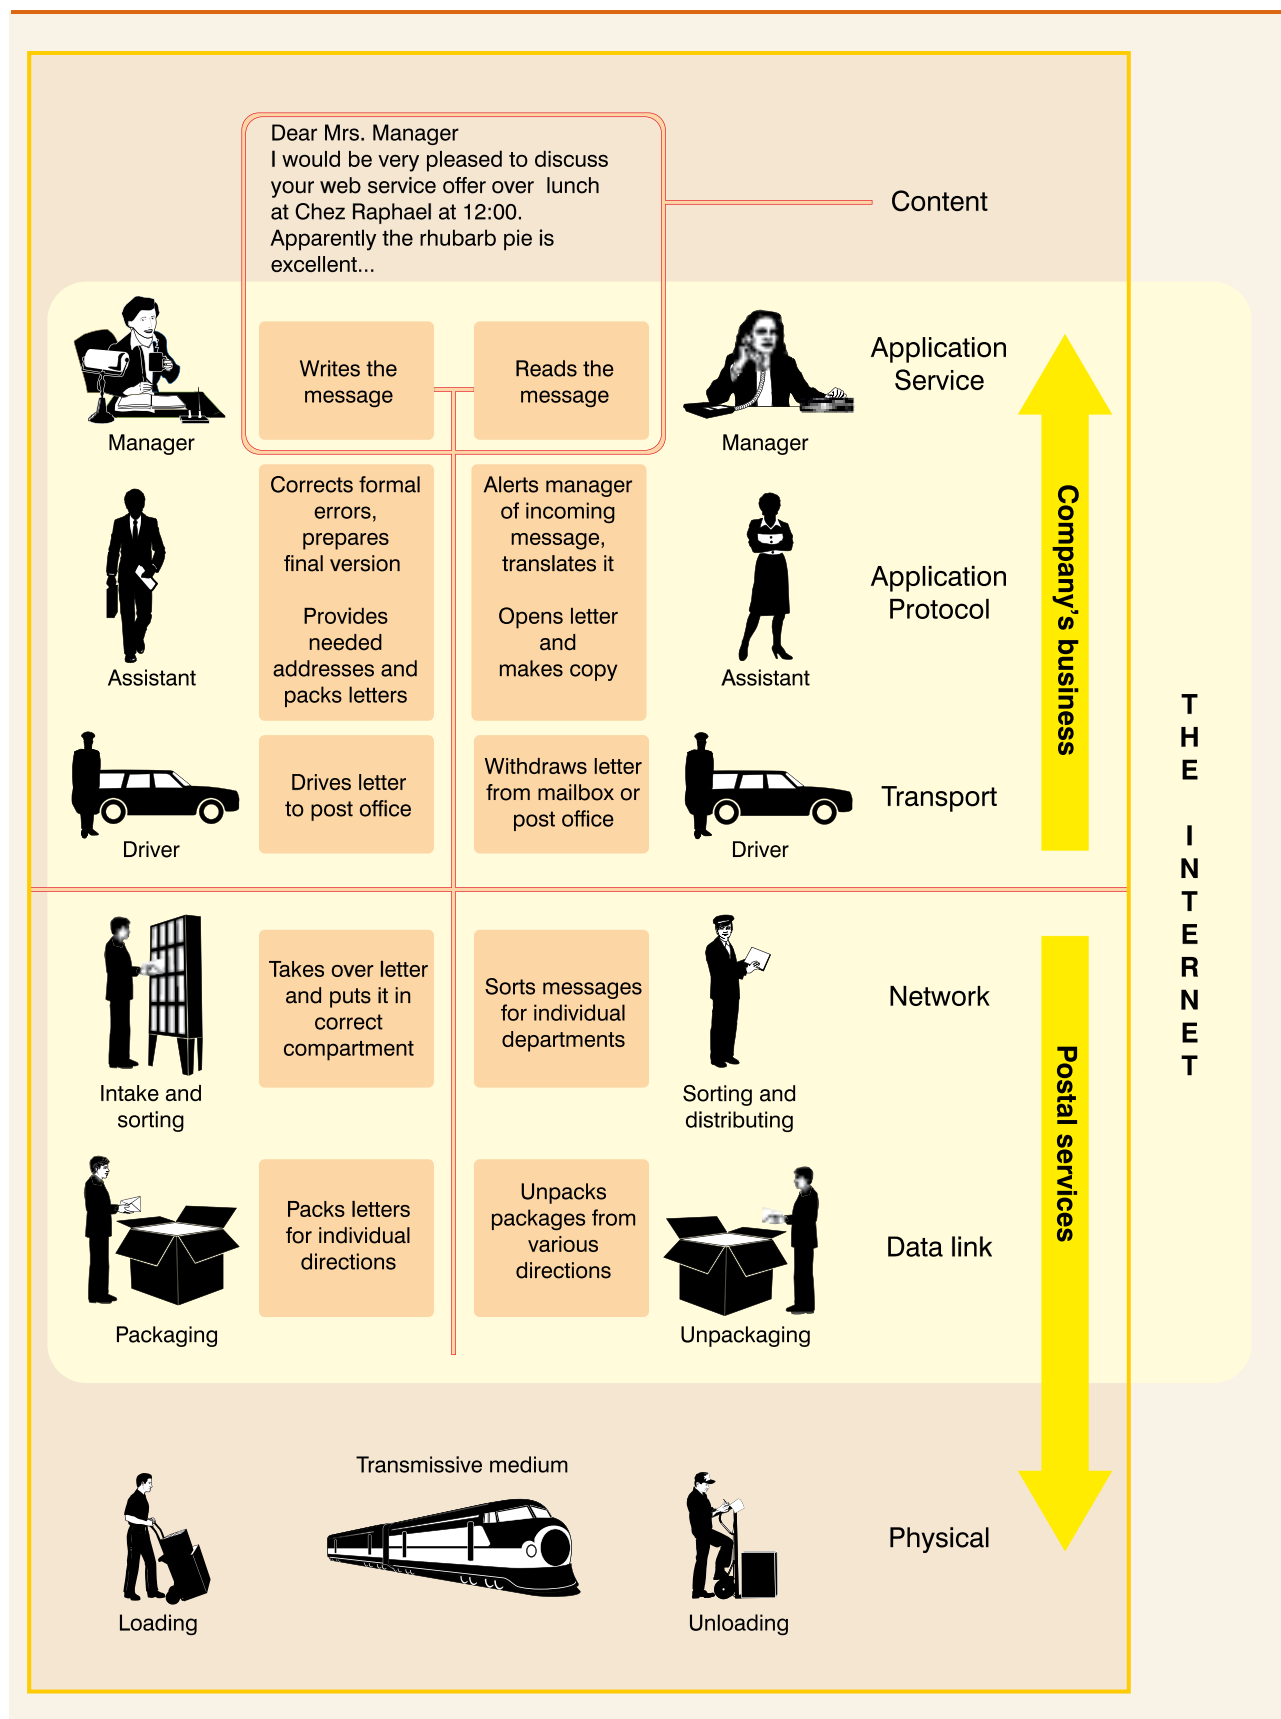 Dear Mrs. Manager
I would be very pleased to discuss
your web service offer over lunch
at Chez Raphael at 12:00.
Apparently the rhubarb pie is
excellent...
Content
Manager
Writes the
message
Reads the
message
Manager
Application
Service
Assistant
Corrects formal
errors,
prepares
final version
Provides
needed
addresses and
packs letters
Alerts manager
of incoming
message,
translates it
Opens letter
and
makes copy
Assistant
Application
Protocol
Driver
Drives letter
to post office
Withdraws letter
from mailbox or
post office
Driver
Transport
Company's business
Intake and
sorting
Takes over letter
and puts it in
correct
compartment
Sorts messages
for individual
departments
Sorting and
distributing
Network
Packaging
Packs letters
for individual
directions
Unpacks
packages from
various
directions
Unpackaging
Data link
Postal services
Loading
Transmissive medium
Unloading
Physical
THE INTERNET